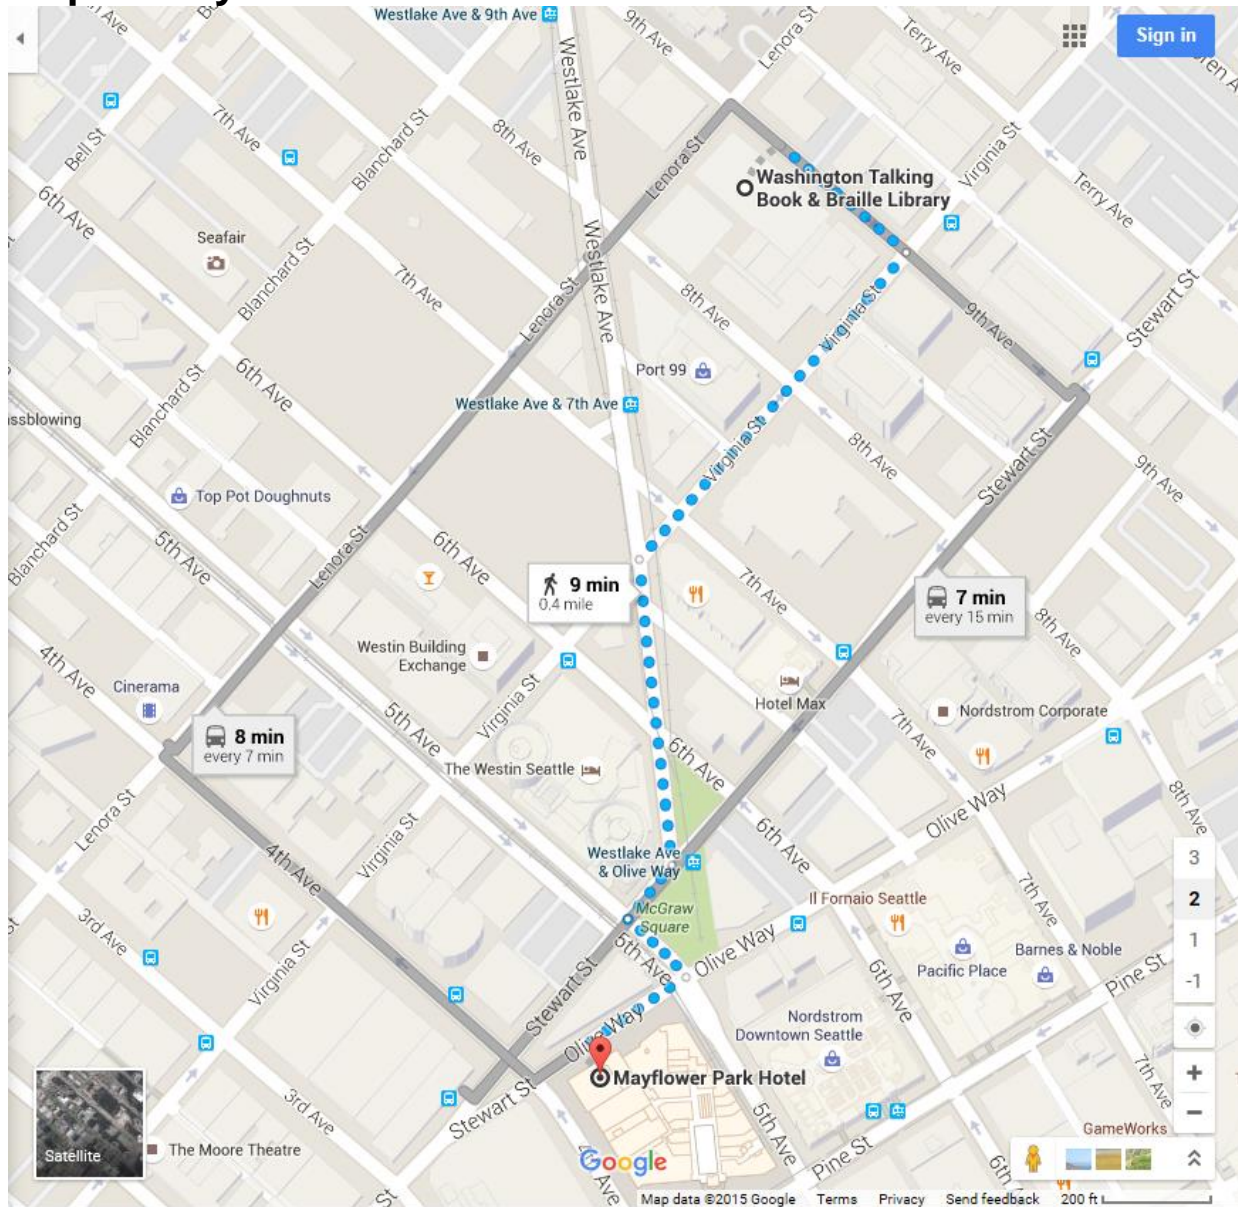 Westlake Ave & 9th Ave
9th Ave
Lenora St
Terry Ave
Sign in
7th Ave
Bell St
Blanchard St
8th Ave
Westlake Ave
Lenora St
Virginia St
Terry Ave
Washington Talking
Book & Braille Library
6th Ave
Seafair
Blanchard St
7th Ave
Westlake Ave
Lenora St
8th Ave
Virginia St
9th Ave
Stewart St
Port 99
6th Ave
Westlake Ave & 7th Ave
Blanchard St
ssblowing
Virginia St
8th Ave
Stewart St
9th Ave
Top Pot Doughnuts
Blanchard St
5th Ave
Lenora St
6th Ave
7th Ave
9 min
0.4 mile
7 min
every 15 min
8th Ave
4th Ave
Westin Building
Exchange
Cinerama
Virginia St
5th Ave
Hotel Max
7th Ave
Nordstrom Corporate
8 min
every 7 min
The Westin Seattle
6th Ave
Lenora St
Virginia St
4th Ave
Olive Way
8th Ave
6th Ave
Westlake Ave
& Olive Way
3
2
1
-1
McGraw
Square
Il Fornaio Seattle
7th Ave
3rd Ave
Virginia St
5th Ave
Olive Way
Pacific Place
Barnes & Noble
Pine St
6th Ave
Stewart St
Nordstrom
Downtown Seattle
Olive Way
7th Ave
Mayflower Park Hotel
3rd Ave
Stewart St
5th Ave
Satellite
The Moore Theatre
Pine St
GameWorks
Google
Map data ©2015 Google Terms Privacy Send feedback 200 ft